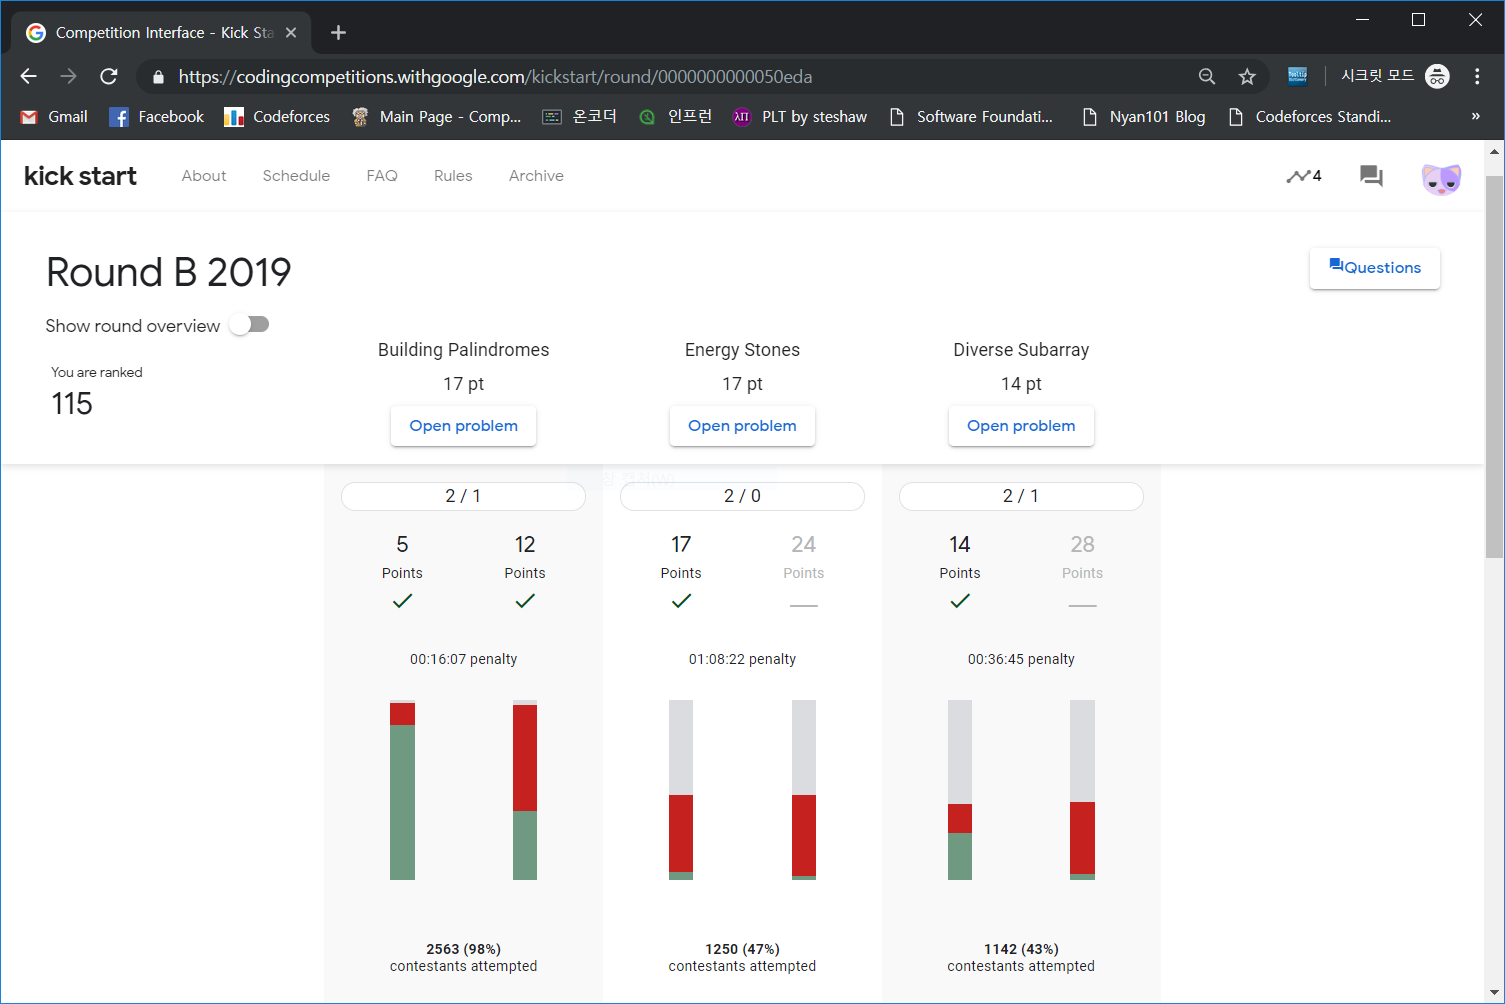 Competition Interface - Kick Sta
https://codingcompetitions.withgoogle.com/kickstart/round/0000000000050eda
시크릿 모드
Gmail Facebook Codeforces Main Page - Comp... 온코더 인프런 PLT by steshaw Software Foundati... Nyan101 Blog Codeforces Standi... »
kick start About Schedule FAQ Rules Archive 4
Round B 2019
Questions
Show round overview
You are ranked
115
Building Palindromes Energy Stones Diverse Subarray
17 pt 17 pt 14 pt
Open problem Open problem Open problem
2 / 1 2 / 0 2 / 1
5 12 17 24 14 28
Points Points Points Points Points Points
00:16:07 penalty 01:08:22 penalty 00:36:45 penalty
2563 (98%) 1250 (47%) 1142 (43%)
contestants attempted contestants attempted contestants attempted